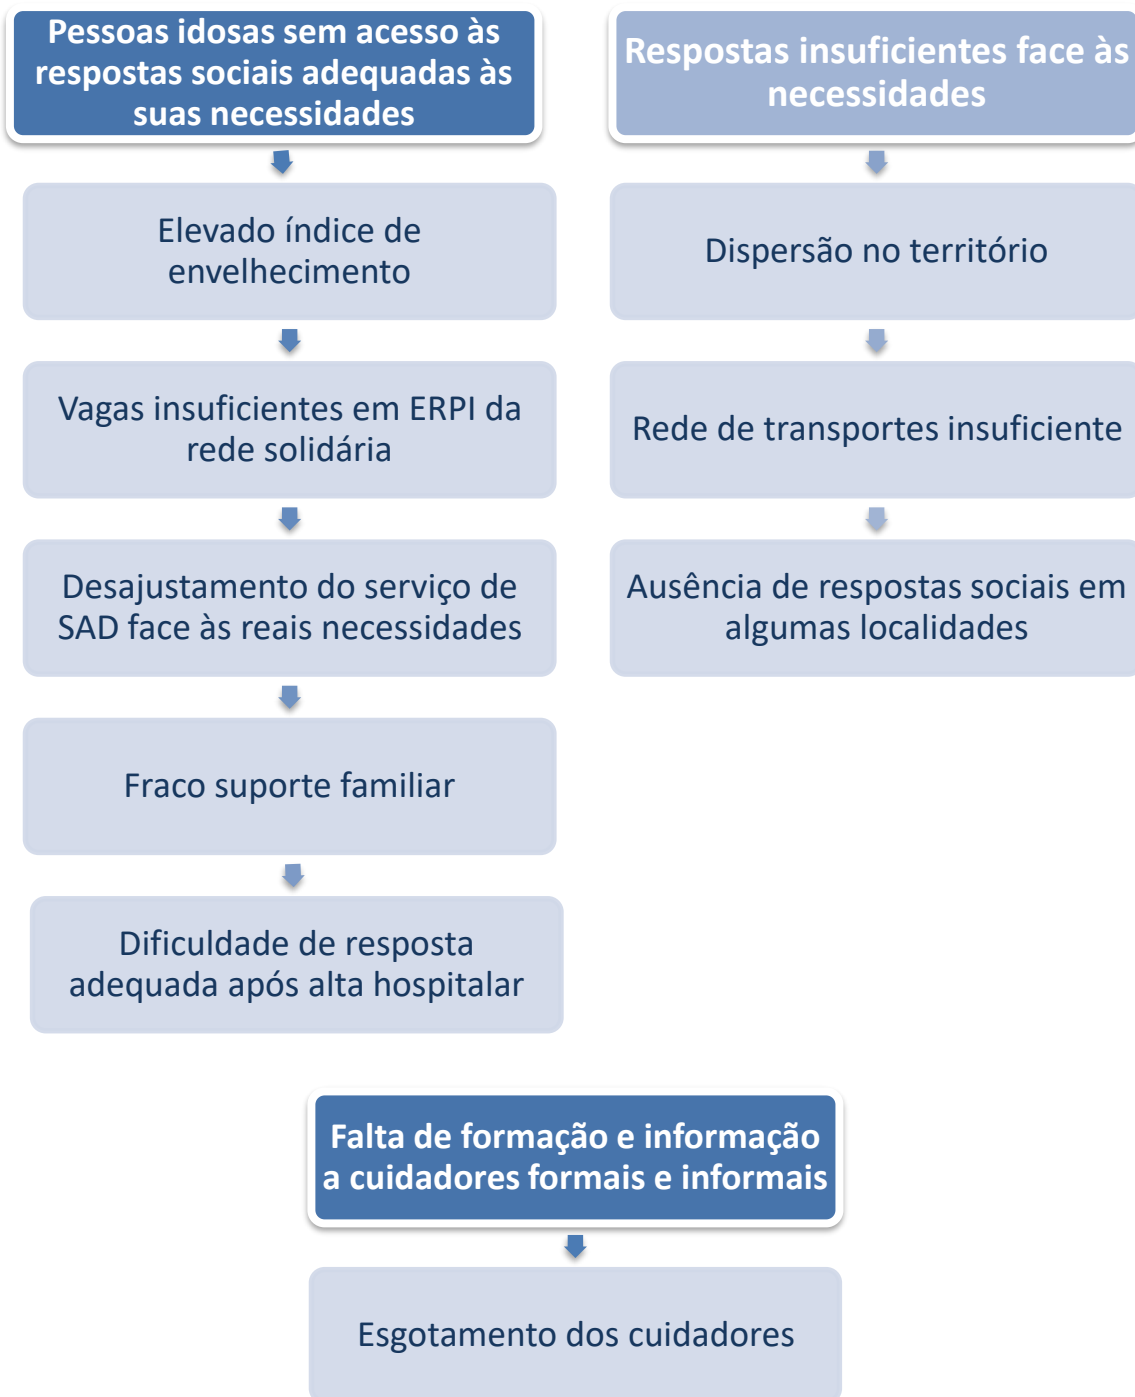 Pessoas idosas sem acesso às
respostas sociais adequadas às
suas necessidades
Elevado índice de
envelhecimento
Vagas insuficientes em ERPI da
rede solidária
Desajustamento do serviço de
SAD face às reais necessidades
Fraco suporte familiar
Dificuldade de resposta
adequada após alta hospitalar
Respostas insuficientes face às
necessidades
Dispersão no território
Rede de transportes insuficiente
Ausência de respostas sociais em
algumas localidades
Falta de formação e informação
a cuidadores formais e informais
Esgotamento dos cuidadores